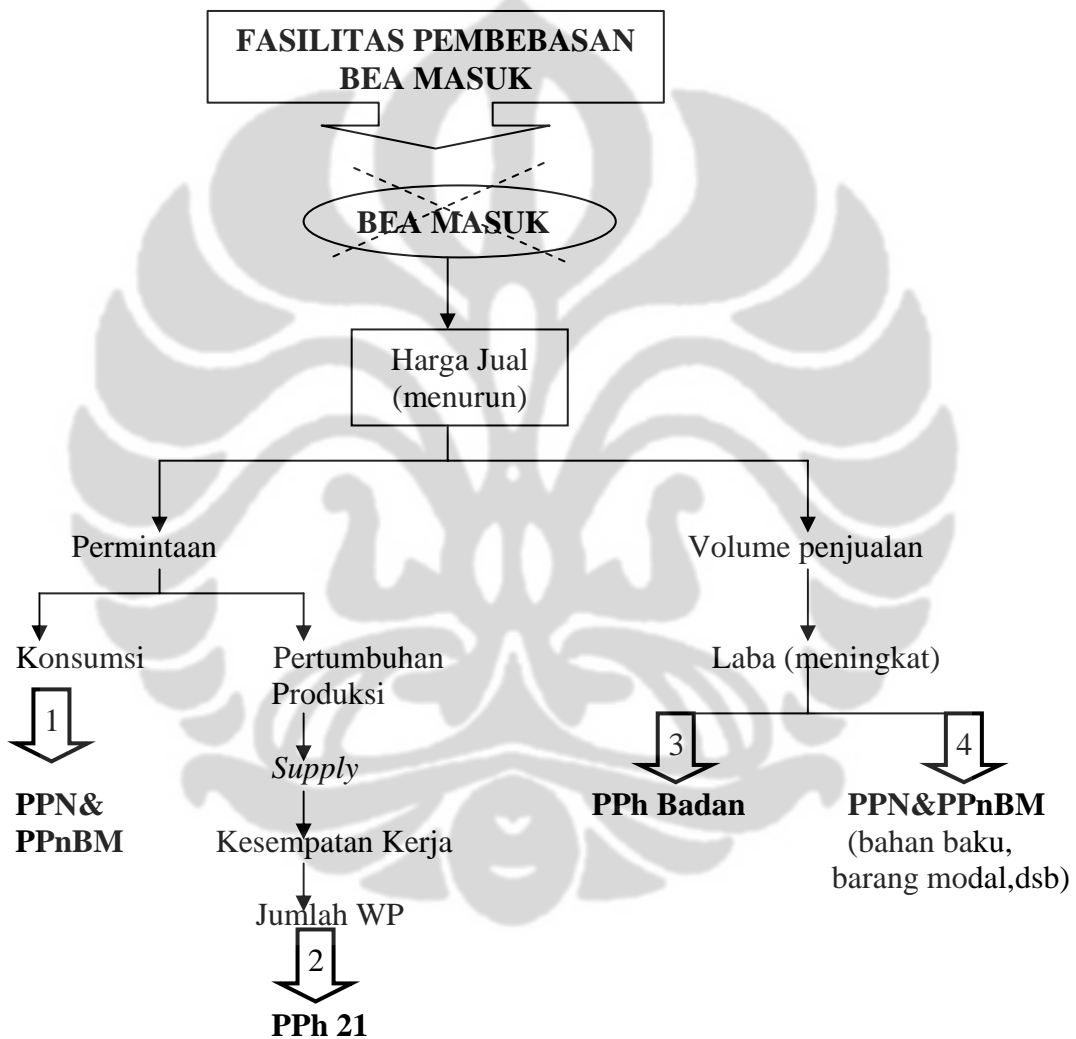 FASILITAS PEMBEBASAN
BEA MASUK
BEA MASUK
Harga Jual
(menurun)
Permintaan
Volume penjualan
Konsumsi
Pertumbuhan
Produksi
Laba (meningkat)
1
3
4
Supply
PPN&
PPnBM
PPh Badan
PPN&PPnBM
(bahan baku,
barang modal,dsb)
Kesempatan Kerja
Jumlah WP
2
PPh 21